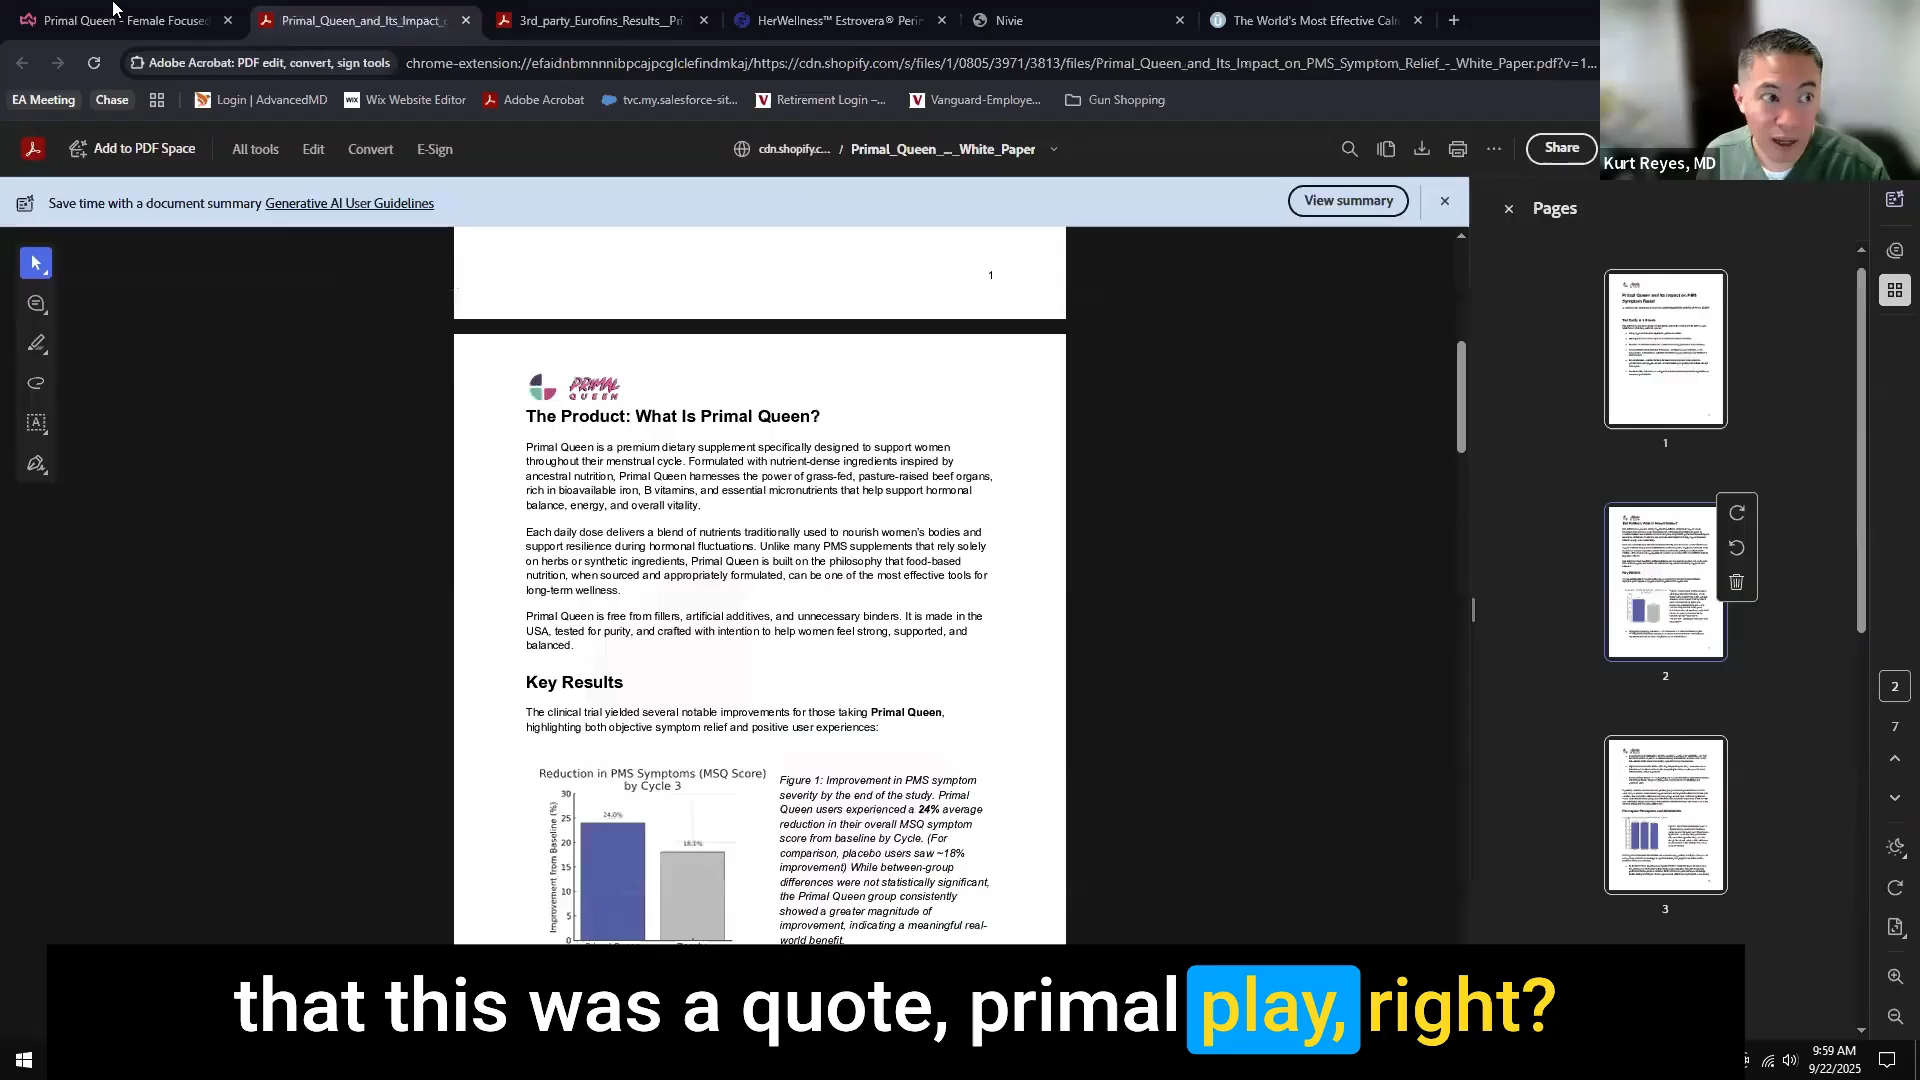 Primal Queen - Female Focused
Primal_Queen_and_Its_Impact_
3rd_party_Eurofins_Results__Pri
HerWellness™ Estrovera® Peri
Nivie
The World's Most Effective Cal
chrome-extension://efaidnbmnnnibpcajpcglclefindmkaj/https://cdn.shopify.com/s/files/1/0805/3971/3813/files/Primal_Queen_and_Its_Impact_on_PMS_Symptom_Relief_-_White_Paper.pdf?v=1...
Adobe Acrobat: PDF edit, convert, sign tools
EA Meeting
Chase
Login | AdvancedMD
Wix Website Editor
Adobe Acrobat
tvc.my.salesforce-sit...
Retirement Login –...
Vanguard-Employe...
Gun Shopping
Kurt Reyes, MD
Add to PDF Space
All tools
Edit
Convert
E-Sign
cdn.shopify.c... / Primal_Queen_..._White_Paper
Share
Save time with a document summary Generative AI User Guidelines
View summary
Pages
1
PRIMAL
QUEEN
The Product: What Is Primal Queen?
Primal Queen is a premium dietary supplement specifically designed to support women
throughout their menstrual cycle. Formulated with nutrient-dense ingredients inspired by
ancestral nutrition, Primal Queen harnesses the power of grass-fed, pasture-raised beef organs,
rich in bioavailable iron, B vitamins, and essential micronutrients that help support hormonal
balance, energy, and overall vitality.
Each daily dose delivers a blend of nutrients traditionally used to nourish women's bodies and
support resilience during hormonal fluctuations. Unlike many PMS supplements that rely solely
on herbs or synthetic ingredients, Primal Queen is built on the philosophy that food-based
nutrition, when sourced and appropriately formulated, can be one of the most effective tools for
long-term wellness.
Primal Queen is free from fillers, artificial additives, and unnecessary binders. It is made in the
USA, tested for purity, and crafted with intention to help women feel strong, supported, and
balanced.
Key Results
The clinical trial yielded several notable improvements for those taking Primal Queen,
highlighting both objective symptom relief and positive user experiences:
Reduction in PMS Symptoms (MSQ Score)
by Cycle 3
Improvement from Baseline (%)
30
25
20
15
10
5
0
24.0%
Figure 1: Improvement in PMS symptom
severity by the end of the study. Primal
Queen users experienced a 24% average
reduction in their overall MSQ symptom
score from baseline by Cycle. (For
comparison, placebo users saw ~18%
improvement) While between-group
differences were not statistically significant,
the Primal Queen group consistently
showed a greater magnitude of
improvement, indicating a meaningful real-
world benefit.
1
2
3
2
7
that this was a quote, primal play, right?
9:59 AM
9/22/2025